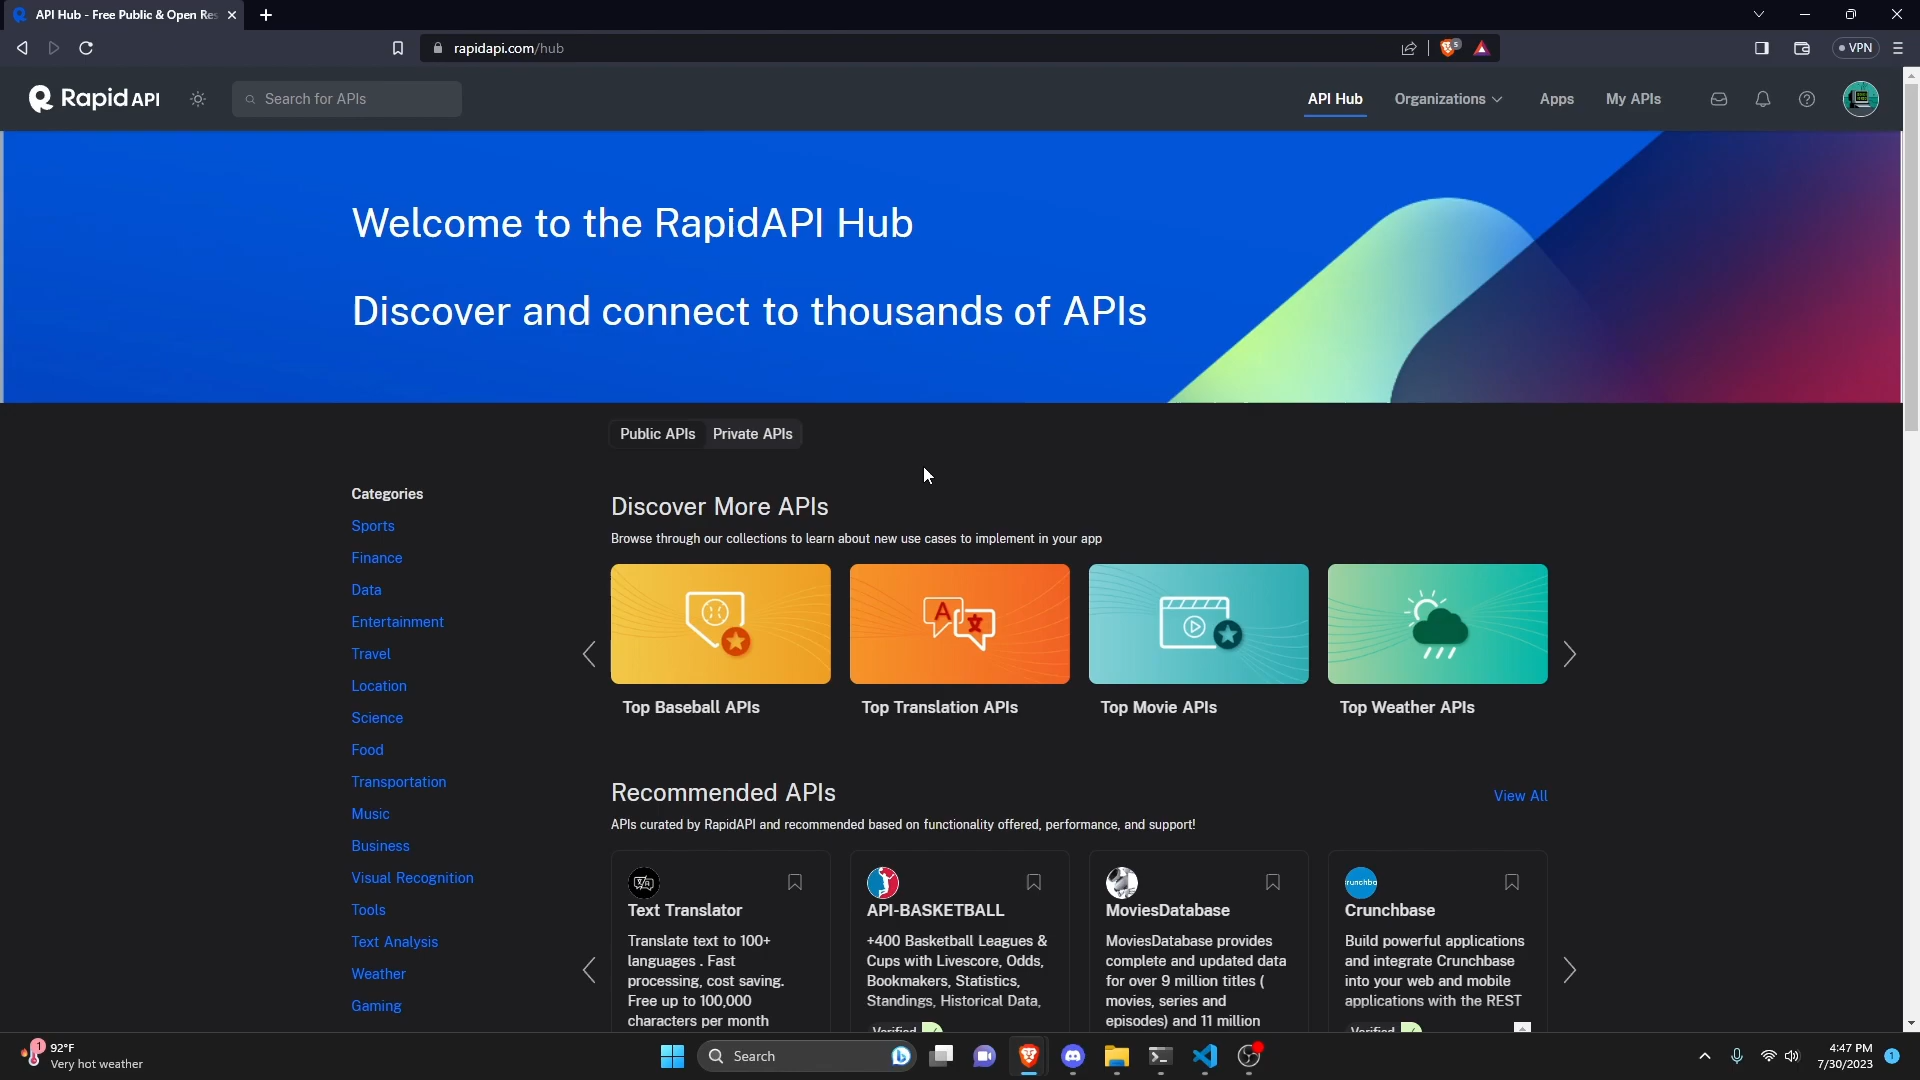 API Hub - Free Public & Open Res
rapidapi.com/hub
5
VPN
Rapid API
Search for APIs
API Hub
Organizations
Apps
My APIs
Welcome to the RapidAPI Hub
Discover and connect to thousands of APIs
Public APIs
Private APIs
Categories
Sports
Finance
Data
Entertainment
Travel
Location
Science
Food
Transportation
Music
Business
Visual Recognition
Tools
Text Analysis
Weather
Gaming
Discover More APIs
Browse through our collections to learn about new use cases to implement in your app
A 文
Top Baseball APIs
Top Translation APIs
Top Movie APIs
Top Weather APIs
Recommended APIs
View All
APIs curated by RapidAPI and recommended based on functionality offered, performance, and support!
Text Translator
Translate text to 100+
languages . Fast
processing, cost saving.
Free up to 100,000
characters per month
API-BASKETBALL
+400 Basketball Leagues &
Cups with Livescore, Odds,
Bookmakers, Statistics,
Standings, Historical Data,
Verified
MoviesDatabase
MoviesDatabase provides
complete and updated data
for over 9 million titles (
movies, series and
episodes) and 11 million
runchba
Crunchbase
Build powerful applications
and integrate Crunchbase
into your web and mobile
applications with the REST
Verified
1
92°F
Very hot weather
Search
4:47 PM
7/30/2023
1